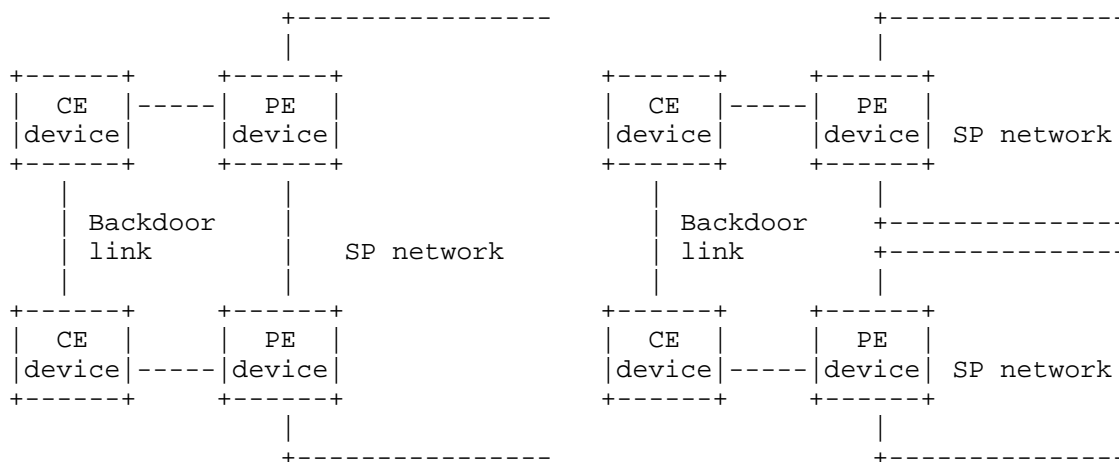 CE PE CE PE
device device device device SP network
Backdoor Backdoor
link SP network link
CE PE CE PE
device device device device SP network